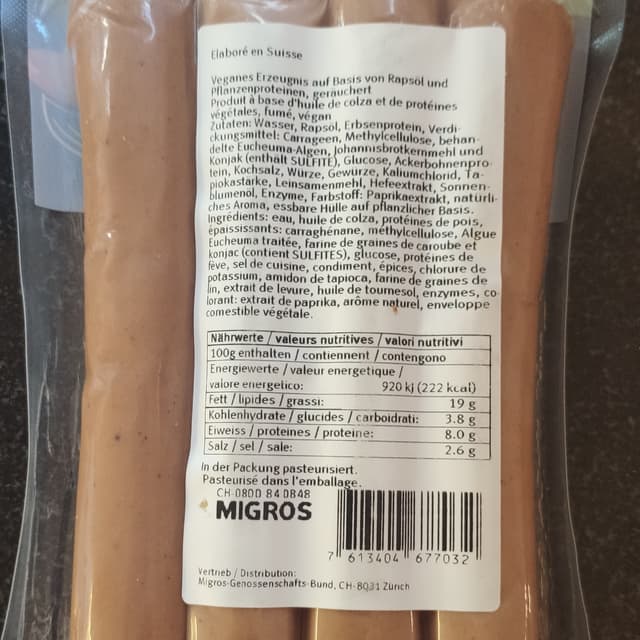 Elaboré en Suisse
Veganes Erzeugnis auf Basis von Rapsöl und
Pflanzenproteinen, geräuchert
Produit à base d'huile de colza et de protéines
végétales, fumé, végan
Zutaten: Wasser, Rapsöl, Erbsenprotein, Verdi-
ckungsmittel: Carrageen, Methylcellulose, behan-
delte Eucheuma-Algen, Johannisbrotkernmehl und
Konjak (enthält SULFITE), Glucose, Ackerbohnenpro-
tein, Kochsalz, Würze, Gewürze, Kaliumchlorid, Ta-
piokastärke, Leinsamenmehl, Hefeextrakt, Sonnen-
blumenöl, Enzyme, Farbstoff: Paprikaextrakt, natürli-
ches Aroma, essbare Hülle auf pflanzlicher Basis.
Ingrédients: eau, huile de colza, protéines de pois,
épaississants: carraghénane, méthylcellulose, Algue
Eucheuma traitée, farine de graines de caroube et
konjac (contient SULFITES), glucose, protéines de
fève, sel de cuisine, condiment, épices, chlorure de
potassium, amidon de tapioca, farine de graines de
lin, extrait de levure, huile de tournesol, enzymes, co-
lorant: extrait de paprika, arôme naturel, enveloppe
comestible végétale.
Nährwerte / valeurs nutritives / valori nutritivi
100g enthalten / contiennent / contengono
Energiewerte / valeur energetique /
valore energetico: 920 kj (222 kcal)
Fett / lipides / grassi: 19 g
Kohlenhydrate / glucides / carboidrati: 3.8 g
Eiweiss / proteines / proteine: 8.0 g
Salz / sel / sale: 2.6 g
In der Packung pasteurisiert.
Pasteurisé dans l'emballage.
CH-080D 84 DB48
MIGROS
7 613404 677032
Vertrieb / Distribution:
Migros-Genossenschafts-Bund, CH-8031 Zürich